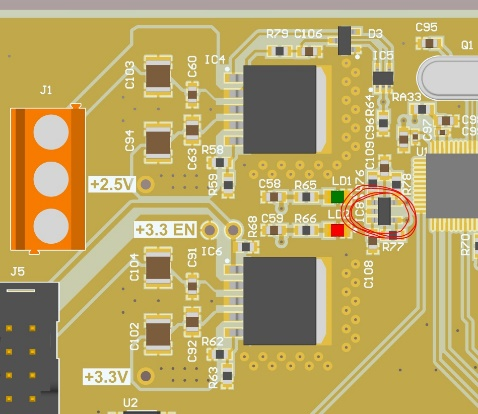 R79 C106
D3
C95
Q1
IC4
IC5
C60
C103
J1
RA33
R64
C96
C97
C94
C63
R58
C109
U1
R59
+2.5V
LD1
R78
C58
R65
+3.3 EN
C59
R66
R68
R77
IC6
R70
C104
C91
J5
C108
C102
C92
R62
R63
+3.3V
U2